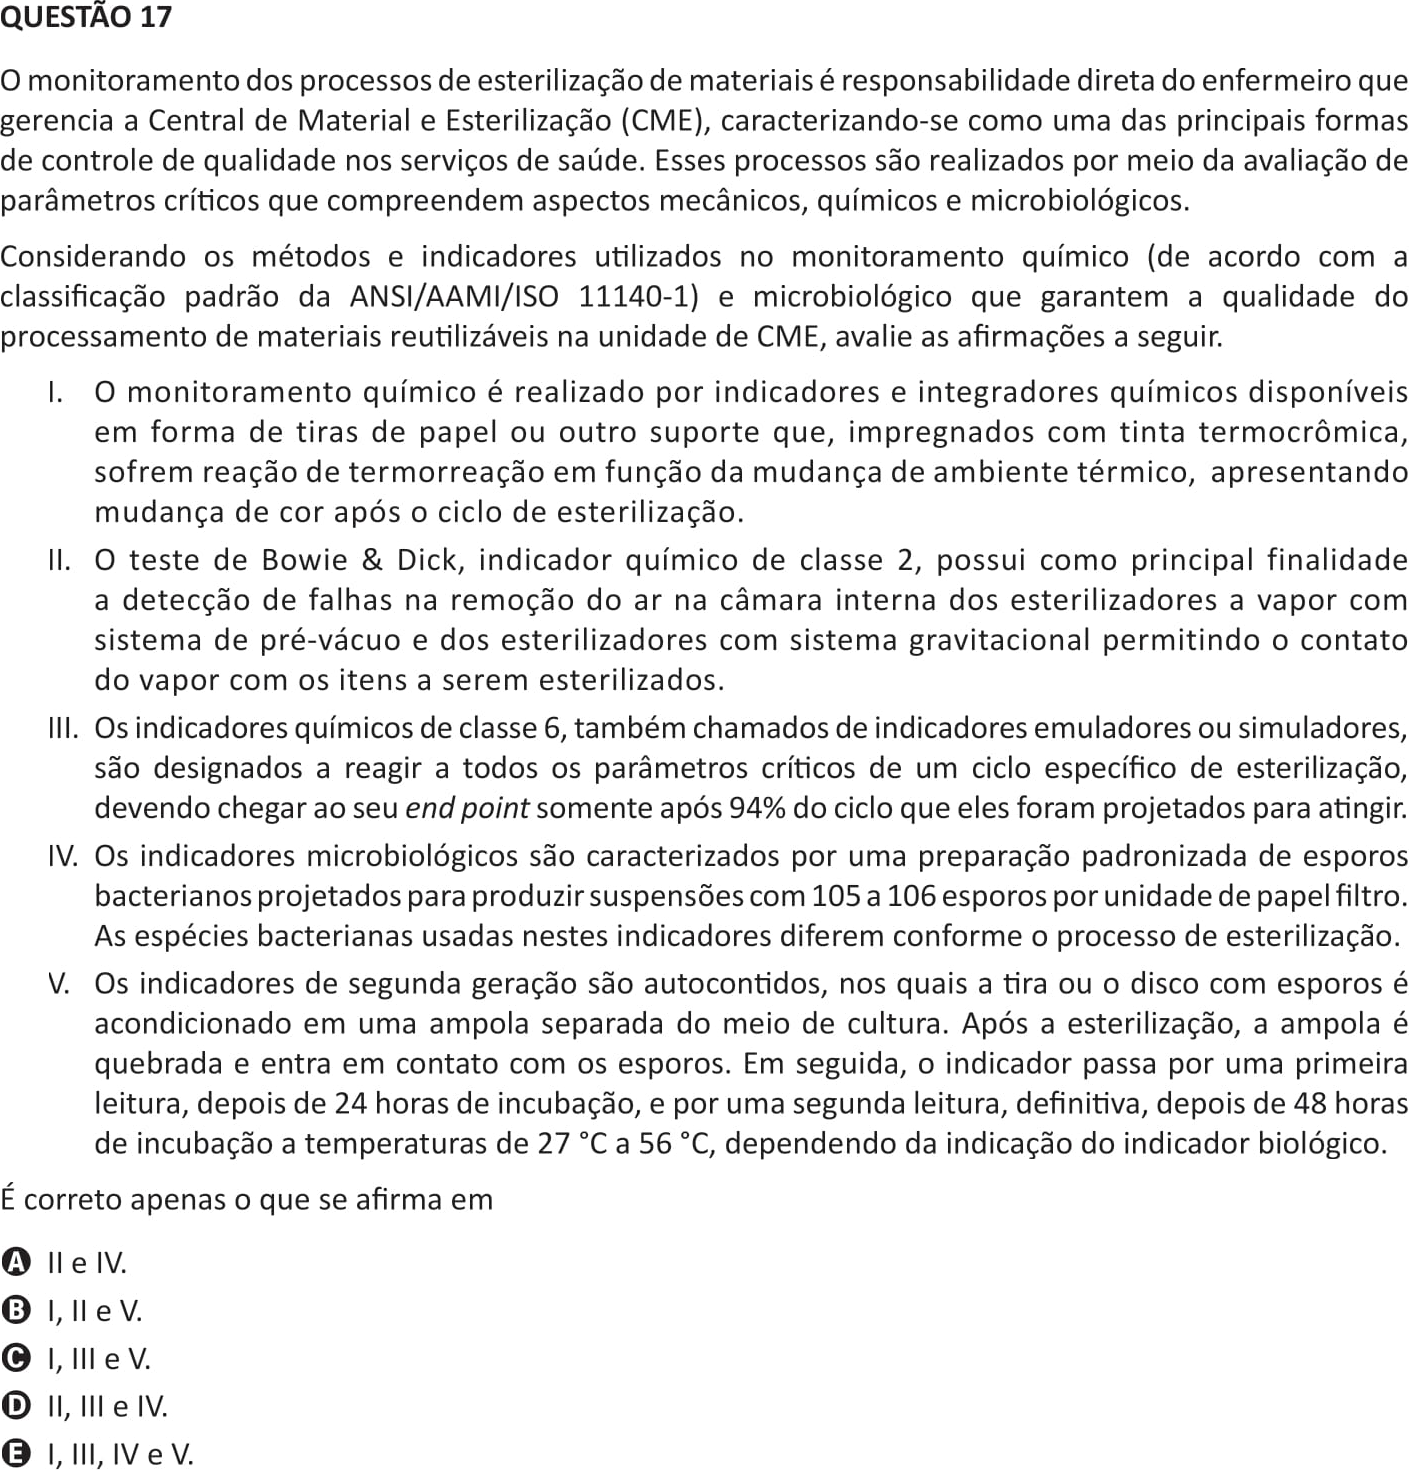 QUESTÃO 17
O monitoramento dos processos de esterilização de materiais é responsabilidade direta do enfermeiro que
gerencia a Central de Material e Esterilização (CME), caracterizando-se como uma das principais formas
de controle de qualidade nos serviços de saúde. Esses processos são realizados por meio da avaliação de
parâmetros críticos que compreendem aspectos mecânicos, químicos e microbiológicos.
Considerando os métodos e indicadores utilizados no monitoramento químico (de acordo com a
classificação padrão da ANSI/AAMI/ISO 11140-1) e microbiológico que garantem a qualidade do
processamento de materiais reutilizáveis na unidade de CME, avalie as afirmações a seguir.
I. O monitoramento químico é realizado por indicadores e integradores químicos disponíveis
em forma de tiras de papel ou outro suporte que, impregnados com tinta termocrômica,
sofrem reação de termorreação em função da mudança de ambiente térmico, apresentando
mudança de cor após o ciclo de esterilização.
II. O teste de Bowie & Dick, indicador químico de classe 2, possui como principal finalidade
a detecção de falhas na remoção do ar na câmara interna dos esterilizadores a vapor com
sistema de pré-vácuo e dos esterilizadores com sistema gravitacional permitindo o contato
do vapor com os itens a serem esterilizados.
III. Os indicadores químicos de classe 6, também chamados de indicadores emuladores ou simuladores,
são designados a reagir a todos os parâmetros críticos de um ciclo específico de esterilização,
devendo chegar ao seu end point somente após 94% do ciclo que eles foram projetados para atingir.
IV. Os indicadores microbiológicos são caracterizados por uma preparação padronizada de esporos
bacterianos projetados para produzir suspensões com 105 a 106 esporos por unidade de papel filtro.
As espécies bacterianas usadas nestes indicadores diferem conforme o processo de esterilização.
V. Os indicadores de segunda geração são autocontidos, nos quais a tira ou o disco com esporos é
acondicionado em uma ampola separada do meio de cultura. Após a esterilização, a ampola é
quebrada e entra em contato com os esporos. Em seguida, o indicador passa por uma primeira
leitura, depois de 24 horas de incubação, e por uma segunda leitura, definitiva, depois de 48 horas
de incubação a temperaturas de 27 °C a 56 °C, dependendo da indicação do indicador biológico.
É correto apenas o que se afirma em
A II e IV.
B I, II e V.
C I, III e V.
D II, III e IV.
E I, III, IV e V.